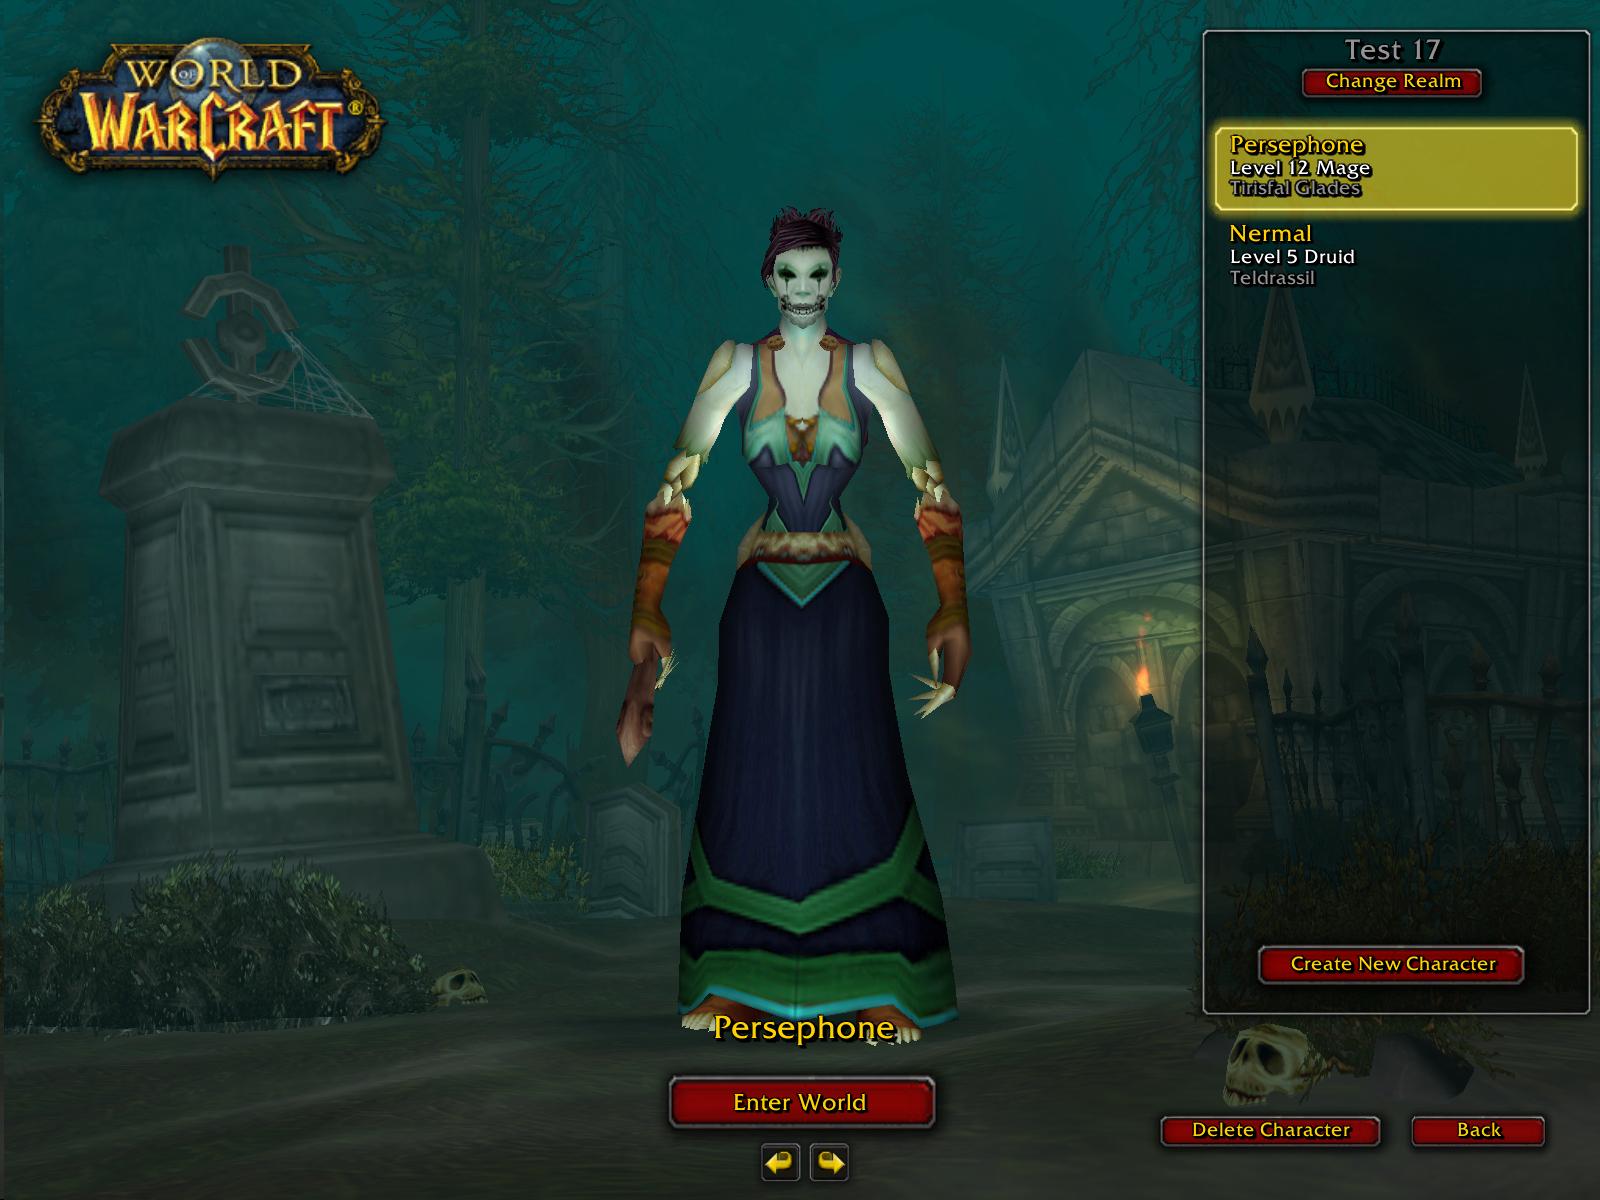 WORLD
OF
WARCRAFT®
Test 17
Change Realm
Persephone
Level 12 Mage
Tirisfal Glades
Nermal
Level 5 Druid
Teldrassil
Create New Character
Persephone
Enter World
Delete Character
Back